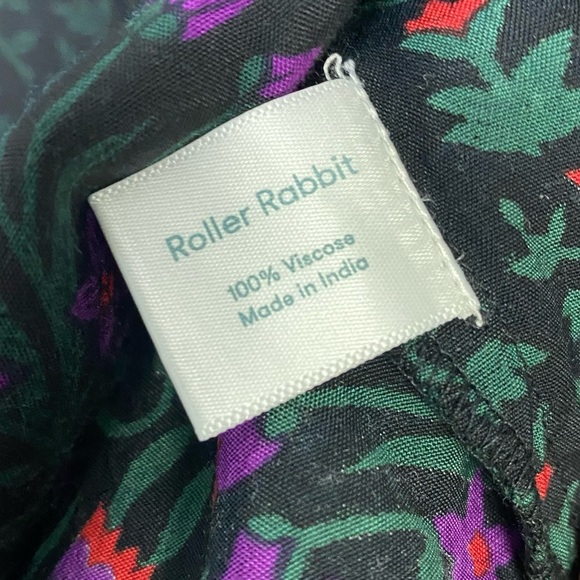 Roller Rabbit
100% Viscose
Made in India